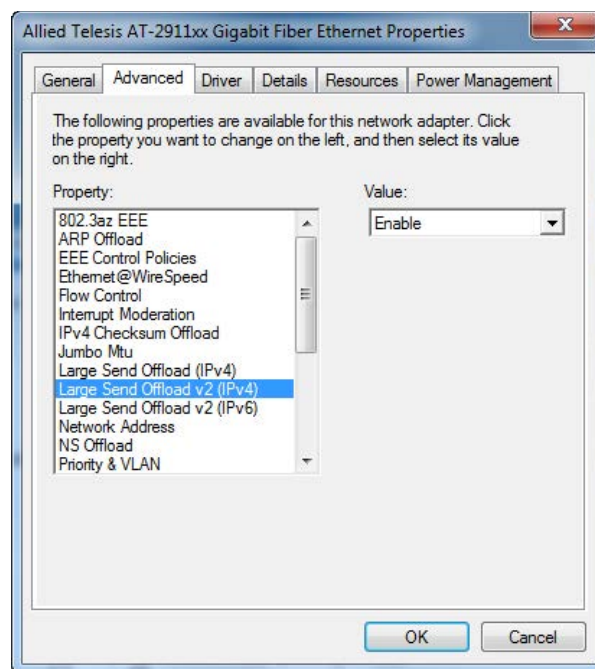 Allied Telesis AT-2911xx Gigabit Fiber Ethernet Properties
General Advanced Driver Details Resources Power Management
The following properties are available for this network adapter. Click
the property you want to change on the left, and then select its value
on the right.
Property:
Value:
802.3az EEE
ARP Offload
EEE Control Policies
Ethernet@WireSpeed
Flow Control
Interrupt Moderation
IPv4 Checksum Offload
Jumbo Mtu
Large Send Offload (IPv4)
Large Send Offload v2 (IPv4)
Large Send Offload v2 (IPv6)
Network Address
NS Offload
Priority & VLAN
Enable
OK Cancel